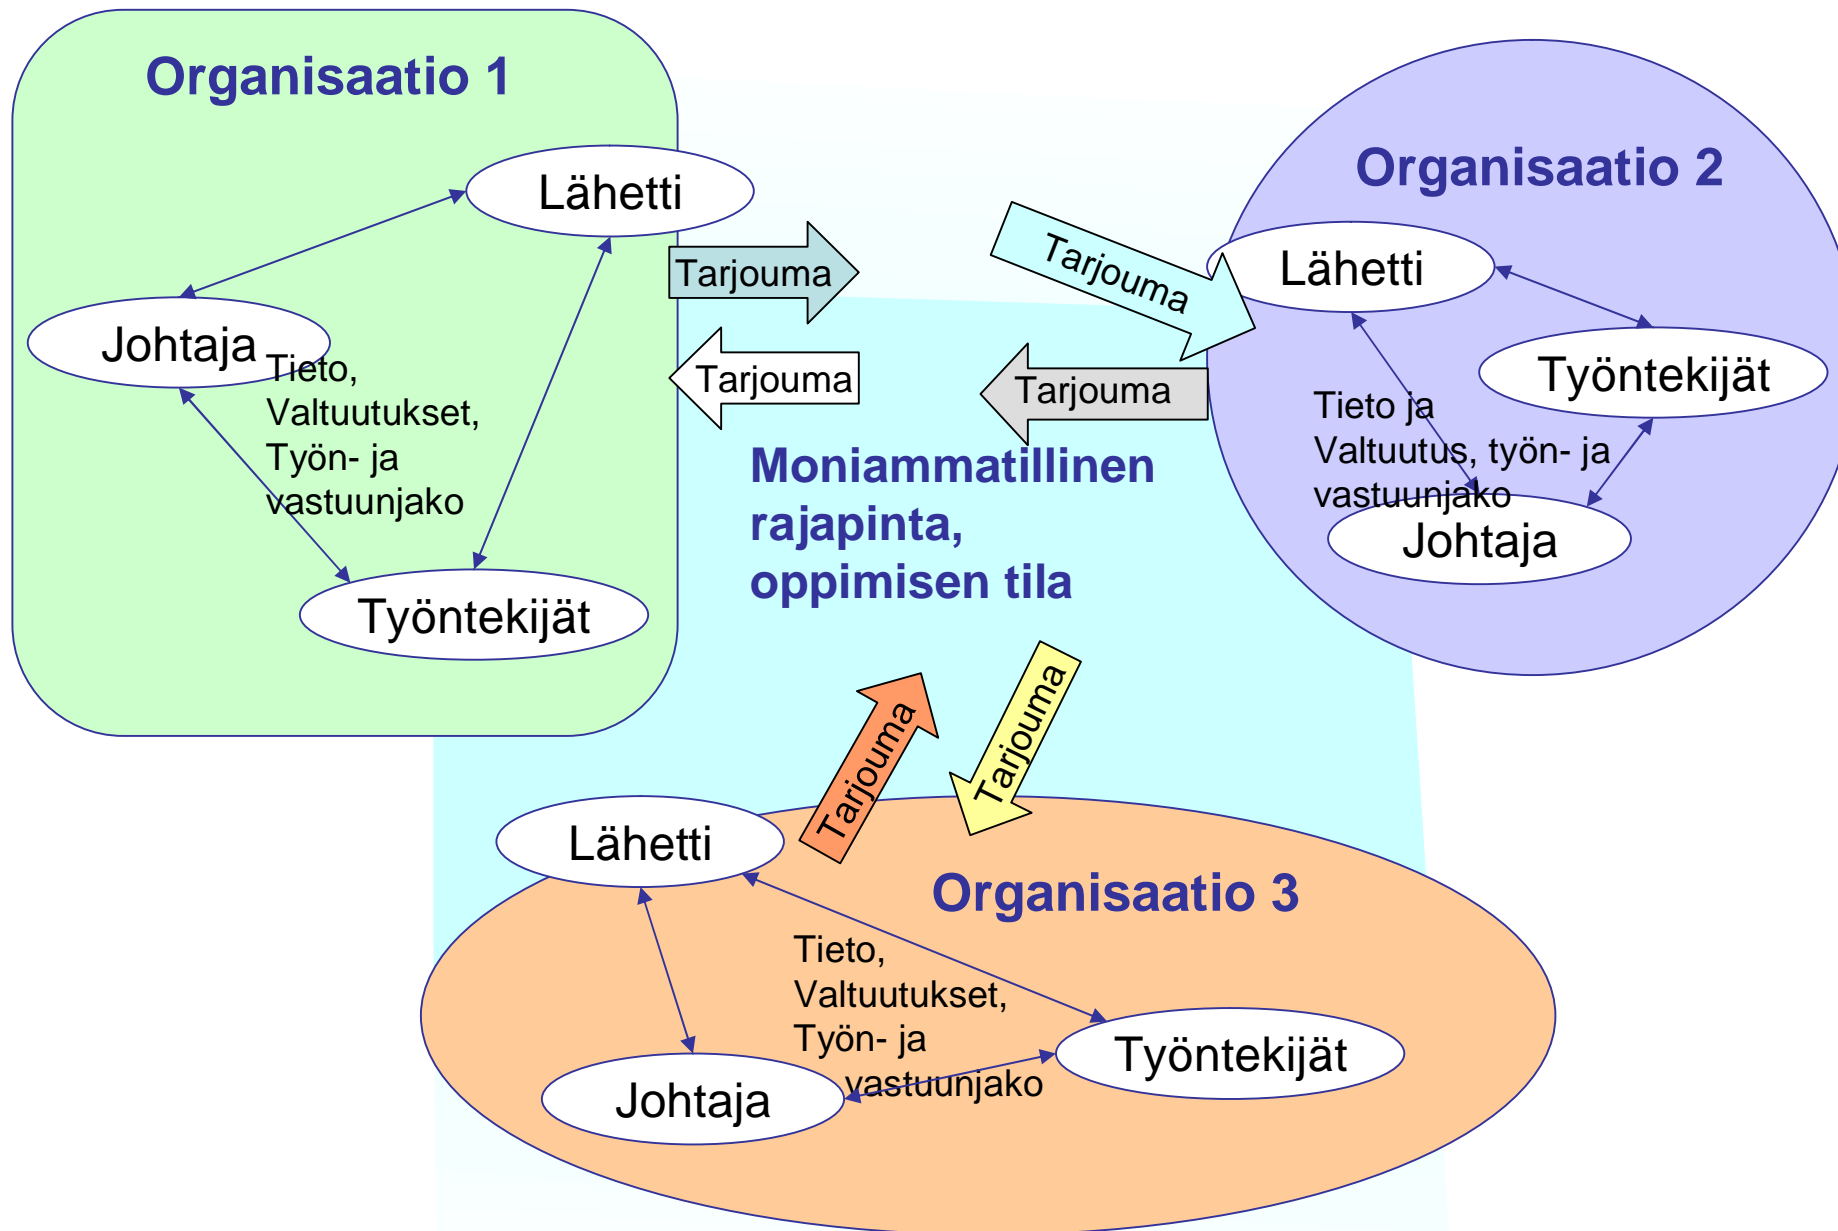 Organisaatio 1
Lähetti
Johtaja
Tieto,
Valtuutukset,
Työn- ja
vastuunjako
Työntekijät
Tarjouma
Tarjouma
Tarjouma
Tarjouma
Organisaatio 2
Lähetti
Työntekijät
Tieto ja
Valtuutus, työn- ja
vastuunjako
Johtaja
Moniammatillinen
rajapinta,
oppimisen tila
Tarjouma
Tarjouma
Lähetti
Organisaatio 3
Tieto,
Valtuutukset,
Työn- ja
vastuunjako
Työntekijät
Johtaja